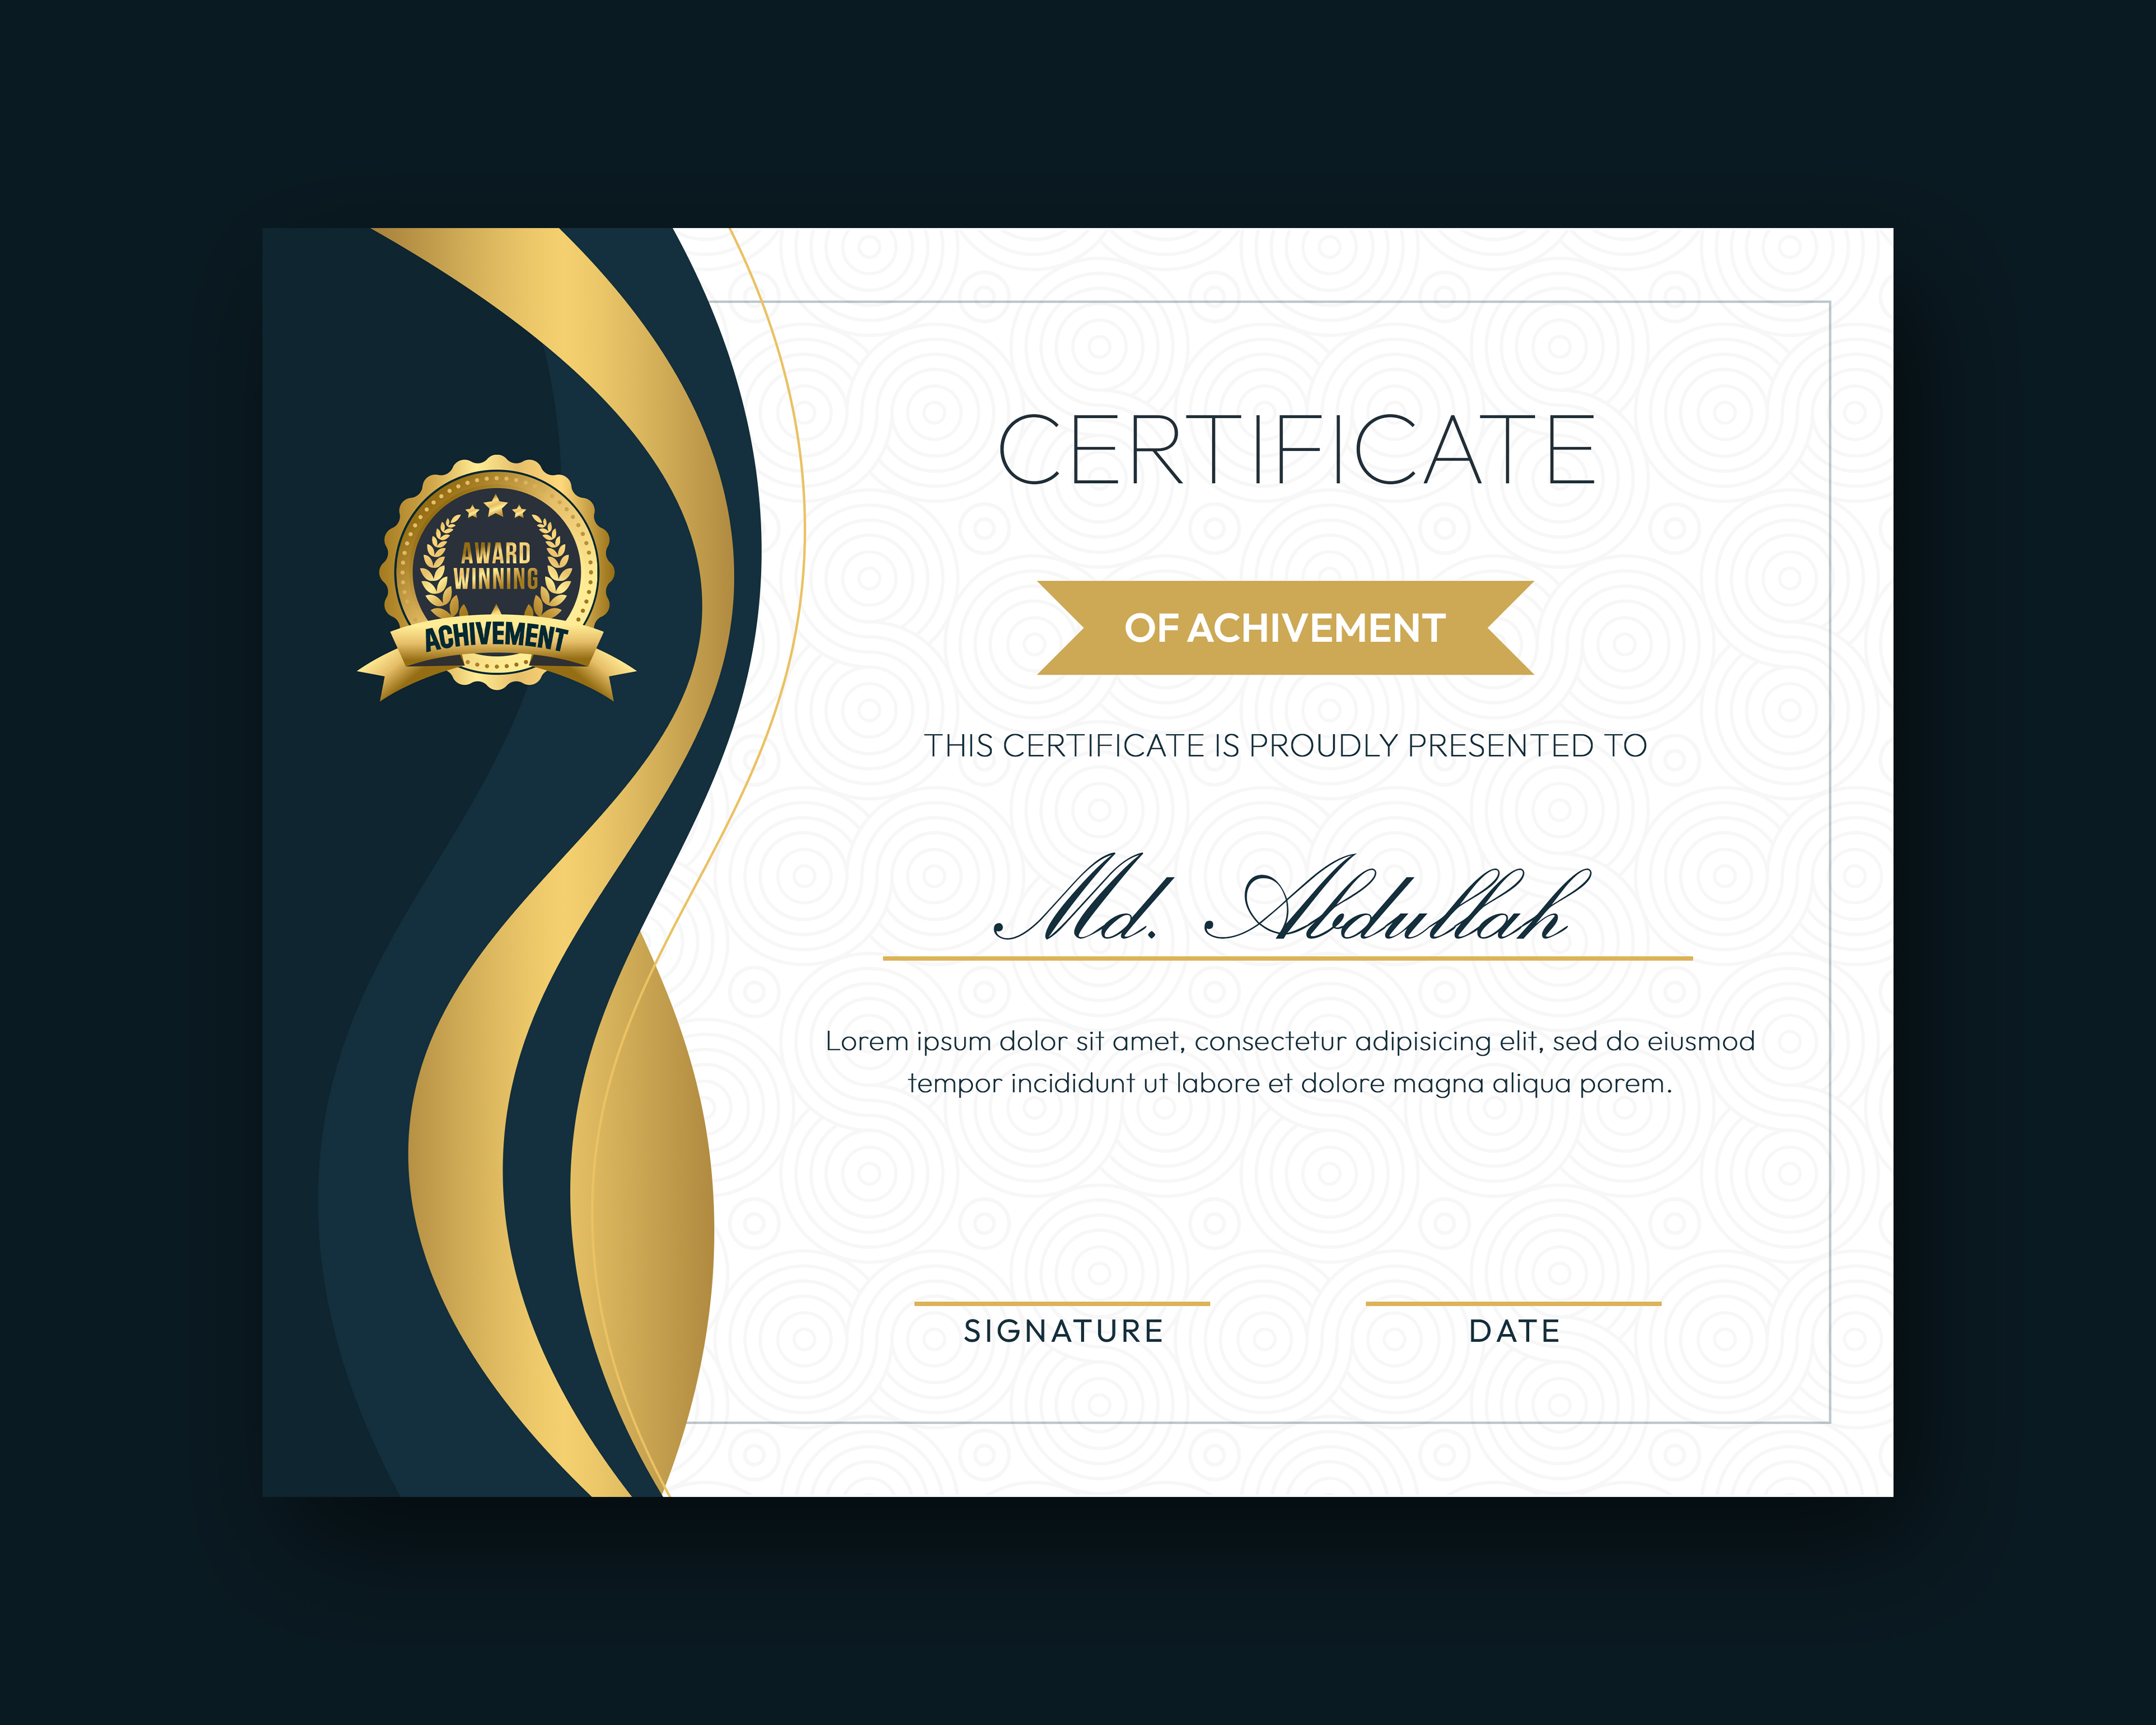 AWARD
WINNING
ACHIVEMENT
CERTIFICATE
OF ACHIVEMENT
THIS CERTIFICATE IS PROUDLY PRESENTED TO
Md. Abdullah
Lorem ipsum dolor sit amet, consectetur adipisicing elit, sed do eiusmod
tempor incididunt ut labore et dolore magna aliqua porem.
SIGNATURE
DATE